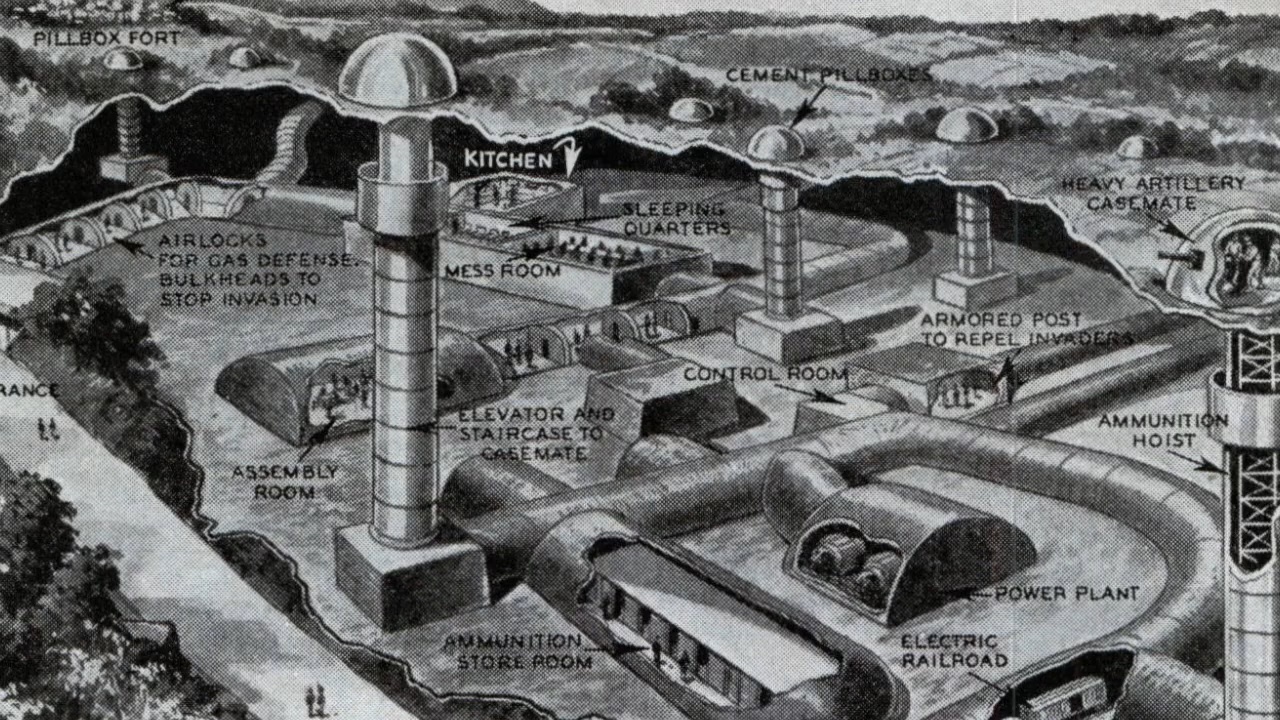 PILLBOX FORT
CEMENT PILLBOXES
KITCHEN
HEAVY ARTILLERY
CASEMATE
SLEEPING
QUARTERS
AIRLOCKS
FOR GAS DEFENSE.
BULKHEADS TO
STOP INVASION
MESS ROOM
ARMORED POST
TO REPEL INVADERS
CONTROL ROOM
RANCE
ELEVATOR AND
STAIRCASE TO
CASEMATE
AMMUNITION
HOIST
ASSEMBLY
ROOM
POWER PLANT
AMMUNITION
STORE ROOM
ELECTRIC
RAILROAD